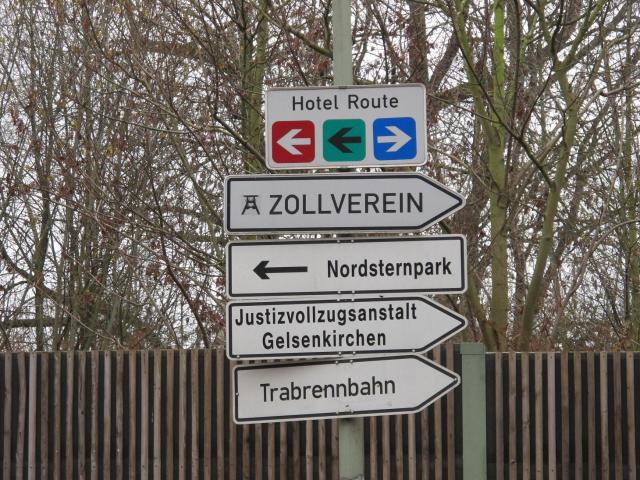 Hotel Route
ZOLLVEREIN
Nordsternpark
Justizvollzugsanstalt
Gelsenkirchen
Trabrennbahn